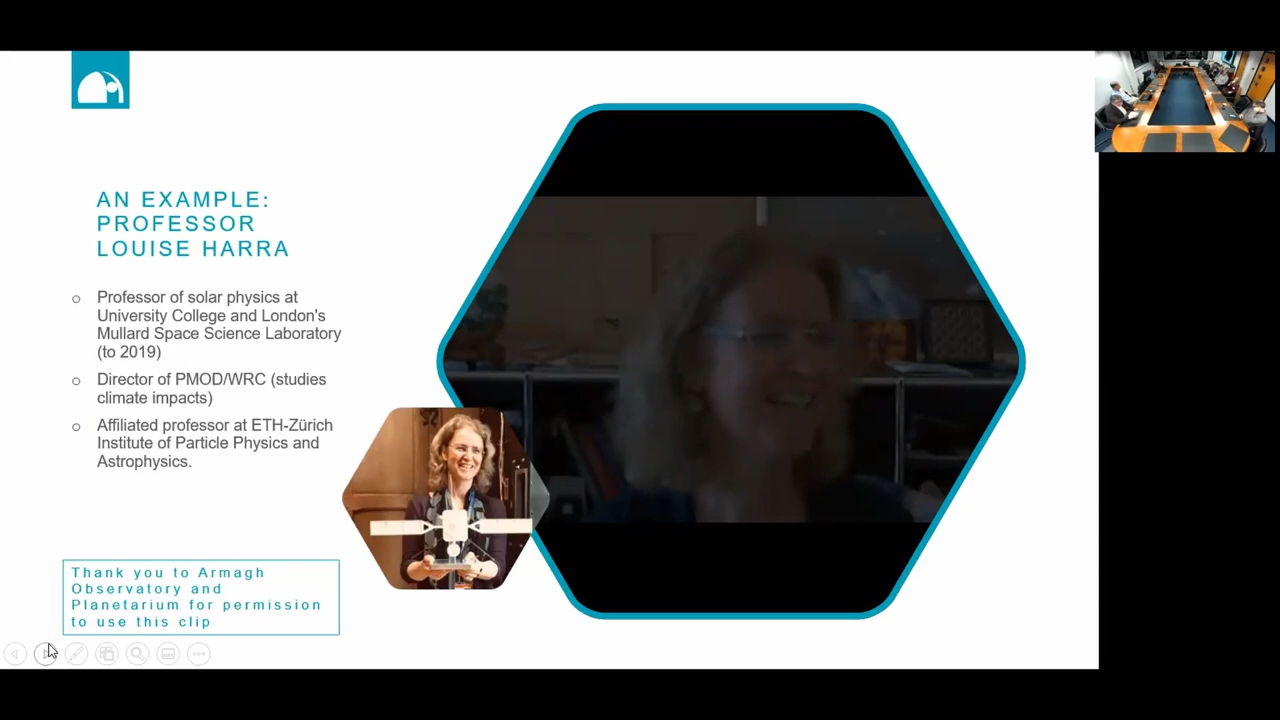 AN EXAMPLE:
PROFESSOR
LOUISE HARRA
Professor of solar physics at
University College and London's
Mullard Space Science Laboratory
(to 2019)
Director of PMOD/WRC (studies
climate impacts)
Affiliated professor at ETH-Zürich
Institute of Particle Physics and
Astrophysics.
Thank you to Armagh
Observatory and
Planetarium for permission
to use this clip